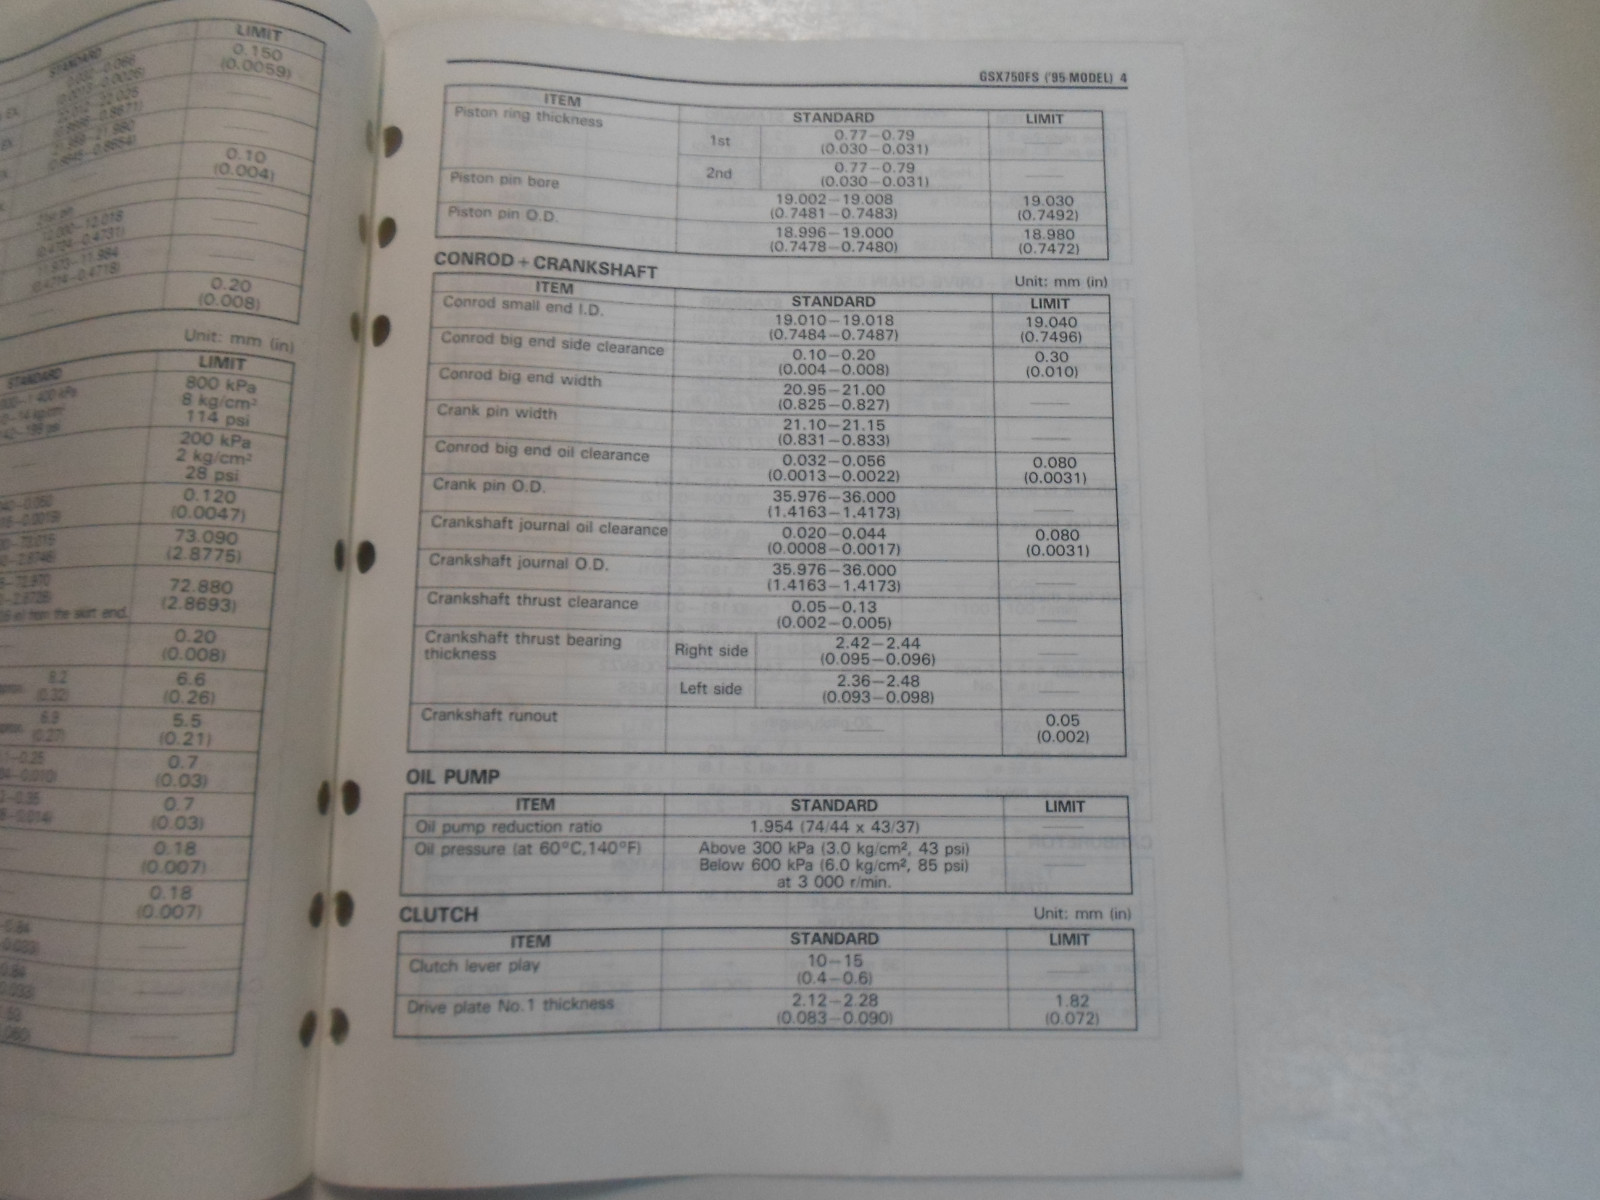 LIMIT
STANDARD
0.150
(0.0059)
EX.
EX.
0.10
(0.004)
0.20
(0.008)
Unit: mm (in)
STANDARD
LIMIT
800 kPa
8 kg/cm²
114 psi
200 kPa
2 kg/cm²
28 psi
0.120
(0.0047)
73.090
(2.8775)
72.880
(2.8693)
from the skirt end.
0.20
(0.008)
8.2
(0.32)
6.6
(0.26)
6.9
(0.27)
5.5
(0.21)
0.7
(0.03)
0.7
(0.03)
0.18
(0.007)
0.18
(0.007)
GSX750FS ('95-MODEL) 4
ITEM STANDARD LIMIT
Piston ring thickness 1st 0.77–0.79
(0.030–0.031)
2nd 0.77–0.79
(0.030–0.031)
Piston pin bore 19.002–19.008 19.030
(0.7481–0.7483) (0.7492)
Piston pin O.D. 18.996–19.000 18.980
(0.7478–0.7480) (0.7472)
CONROD + CRANKSHAFT Unit: mm (in)
ITEM STANDARD LIMIT
Conrod small end I.D. 19.010–19.018 19.040
(0.7484–0.7487) (0.7496)
Conrod big end side clearance 0.10–0.20 0.30
(0.004–0.008) (0.010)
Conrod big end width 20.95–21.00
(0.825–0.827)
Crank pin width 21.10–21.15
(0.831–0.833)
Conrod big end oil clearance 0.032–0.056 0.080
(0.0013–0.0022) (0.0031)
Crank pin O.D. 35.976–36.000
(1.4163–1.4173)
Crankshaft journal oil clearance 0.020–0.044 0.080
(0.0008–0.0017) (0.0031)
Crankshaft journal O.D. 35.976–36.000
(1.4163–1.4173)
Crankshaft thrust clearance 0.05–0.13
(0.002–0.005)
Crankshaft thrust bearing
thickness Right side 2.42–2.44
(0.095–0.096)
Left side 2.36–2.48
(0.093–0.098)
Crankshaft runout 0.05
(0.002)
OIL PUMP
ITEM STANDARD LIMIT
Oil pump reduction ratio 1.954 (74/44 x 43/37)
Oil pressure (at 60°C,140°F) Above 300 kPa (3.0 kg/cm², 43 psi)
Below 600 kPa (6.0 kg/cm², 85 psi)
at 3 000 r/min.
CLUTCH Unit: mm (in)
ITEM STANDARD LIMIT
Clutch lever play 10–15
(0.4–0.6)
Drive plate No.1 thickness 2.12–2.28 1.82
(0.083–0.090) (0.072)